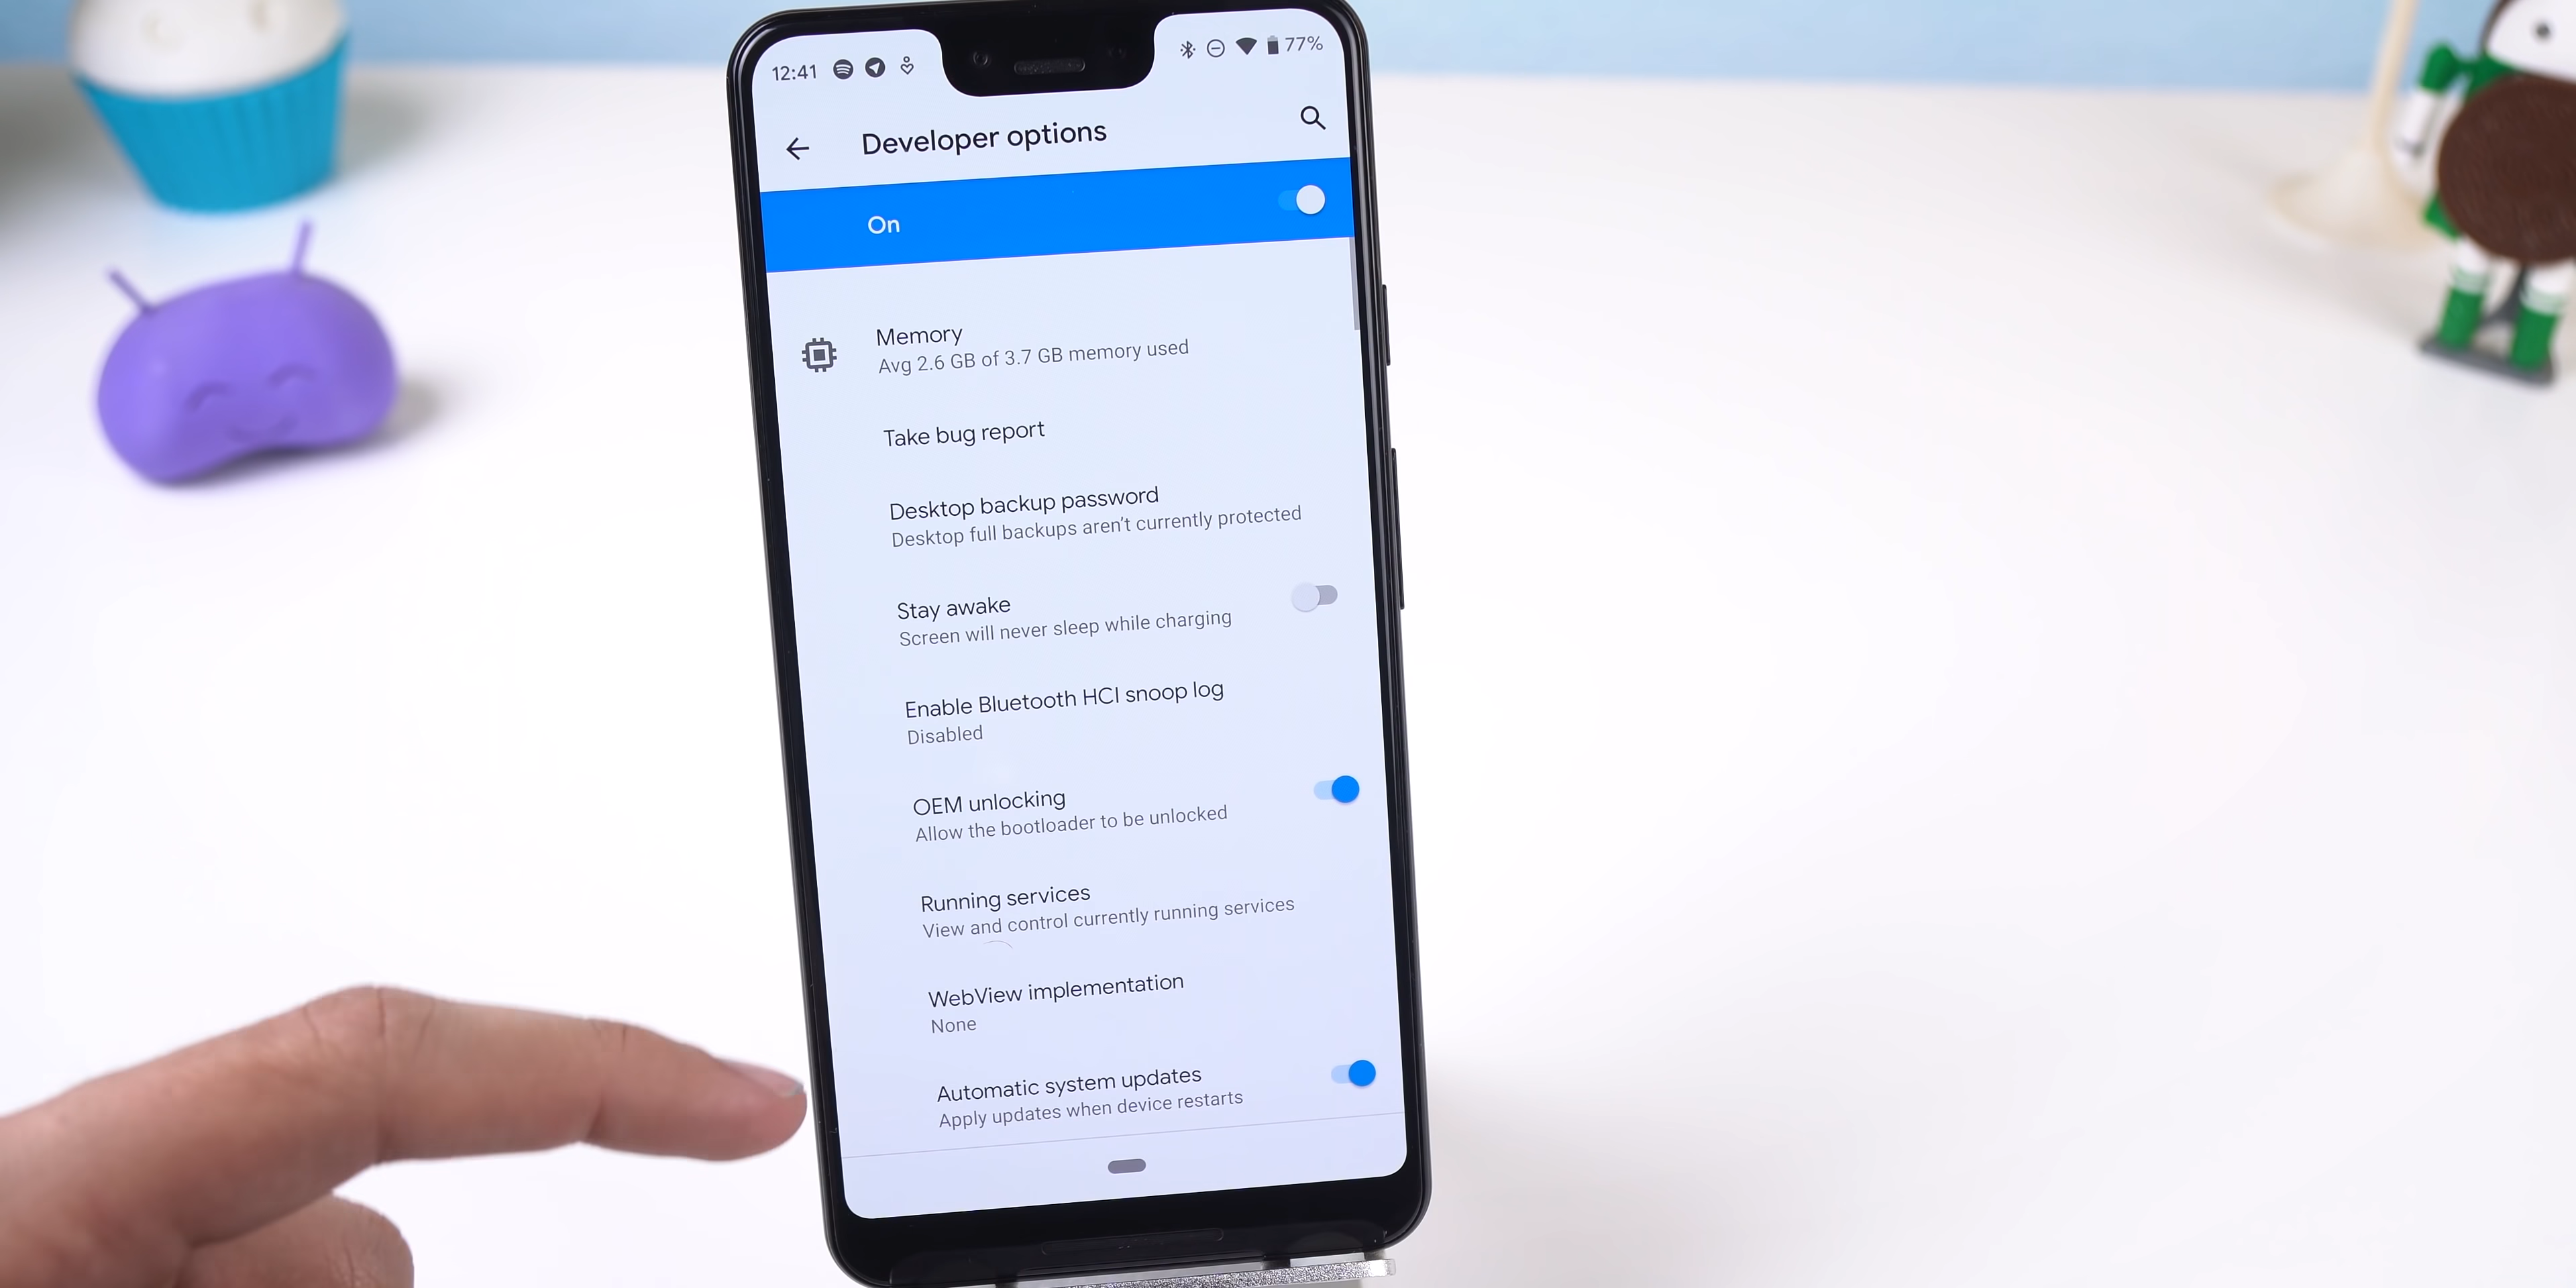 12:41
77%
Developer options
On
Memory
Avg 2.6 GB of 3.7 GB memory used
Take bug report
Desktop backup password
Desktop full backups aren't currently protected
Stay awake
Screen will never sleep while charging
Enable Bluetooth HCI snoop log
Disabled
OEM unlocking
Allow the bootloader to be unlocked
Running services
View and control currently running services
WebView implementation
None
Automatic system updates
Apply updates when device restarts